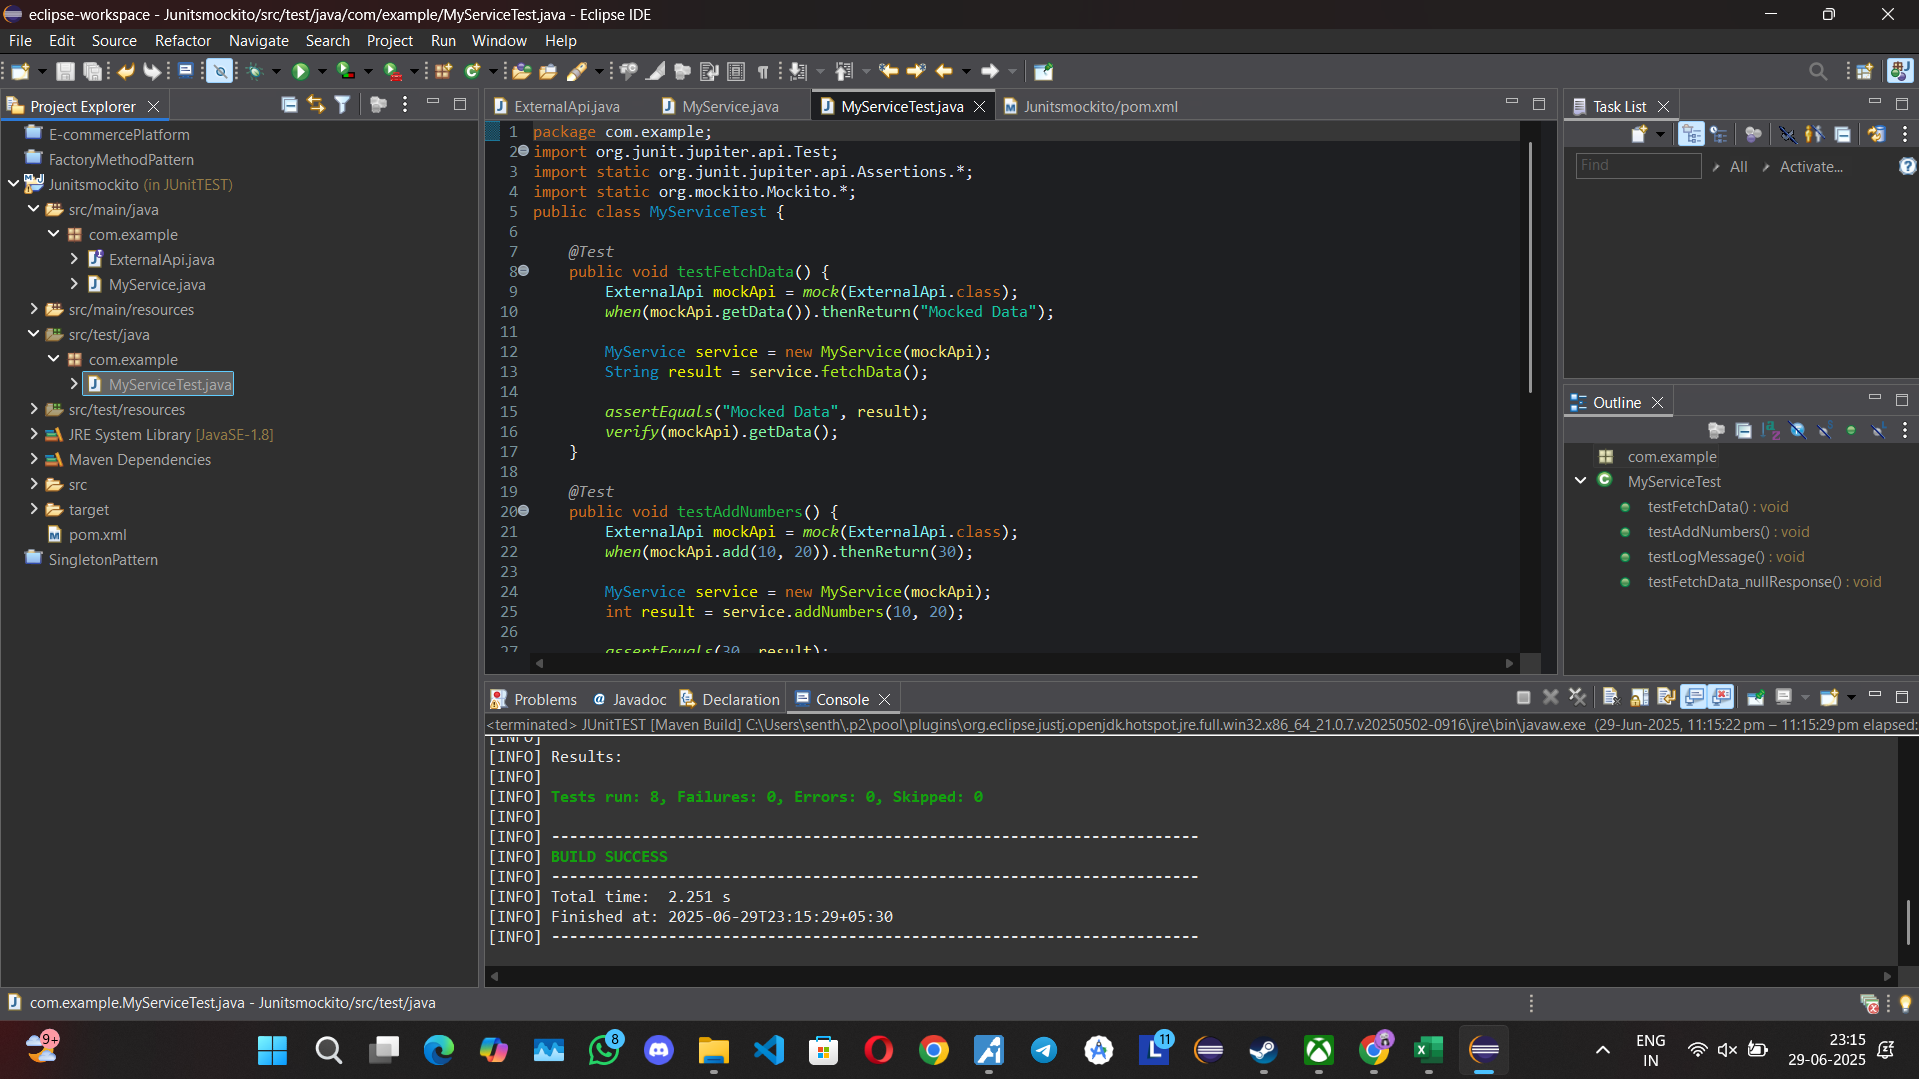 eclipse-workspace - Junitsmockito/src/test/java/com/example/MyServiceTest.java - Eclipse IDE
File Edit Source Refactor Navigate Search Project Run Window Help
Project Explorer
E-commercePlatform
FactoryMethodPattern
Junitsmockito (in JUnitTEST)
src/main/java
com.example
ExternalApi.java
MyService.java
src/main/resources
src/test/java
com.example
MyServiceTest.java
src/test/resources
JRE System Library [JavaSE-1.8]
Maven Dependencies
src
target
pom.xml
SingletonPattern
ExternalApi.java MyService.java MyServiceTest.java Junitsmockito/pom.xml
1 package com.example;
2 import org.junit.jupiter.api.Test;
3 import static org.junit.jupiter.api.Assertions.*;
4 import static org.mockito.Mockito.*;
5 public class MyServiceTest {
6
7 @Test
8 public void testFetchData() {
9 ExternalApi mockApi = mock(ExternalApi.class);
10 when(mockApi.getData()).thenReturn("Mocked Data");
11
12 MyService service = new MyService(mockApi);
13 String result = service.fetchData();
14
15 assertEquals("Mocked Data", result);
16 verify(mockApi).getData();
17 }
18
19 @Test
20 public void testAddNumbers() {
21 ExternalApi mockApi = mock(ExternalApi.class);
22 when(mockApi.add(10, 20)).thenReturn(30);
23
24 MyService service = new MyService(mockApi);
25 int result = service.addNumbers(10, 20);
26
27 assertEquals(30, result);
Task List
Find All Activate...
Outline
com.example
MyServiceTest
testFetchData() : void
testAddNumbers() : void
testLogMessage() : void
testFetchData_nullResponse() : void
Problems Javadoc Declaration Console
<terminated> JUnitTEST [Maven Build] C:\Users\senth\.p2\pool\plugins\org.eclipse.justj.openjdk.hotspot.jre.full.win32.x86_64_21.0.7.v20250502-0916\jre\bin\javaw.exe (29-Jun-2025, 11:15:22 pm – 11:15:29 pm elapsed:
[INFO]
[INFO] Results:
[INFO]
[INFO] Tests run: 8, Failures: 0, Errors: 0, Skipped: 0
[INFO]
[INFO] ------------------------------------------------------------------------
[INFO] BUILD SUCCESS
[INFO] ------------------------------------------------------------------------
[INFO] Total time:  2.251 s
[INFO] Finished at: 2025-06-29T23:15:29+05:30
[INFO] ------------------------------------------------------------------------
com.example.MyServiceTest.java - Junitsmockito/src/test/java
9+
8
11
ENG
IN
23:15
29-06-2025